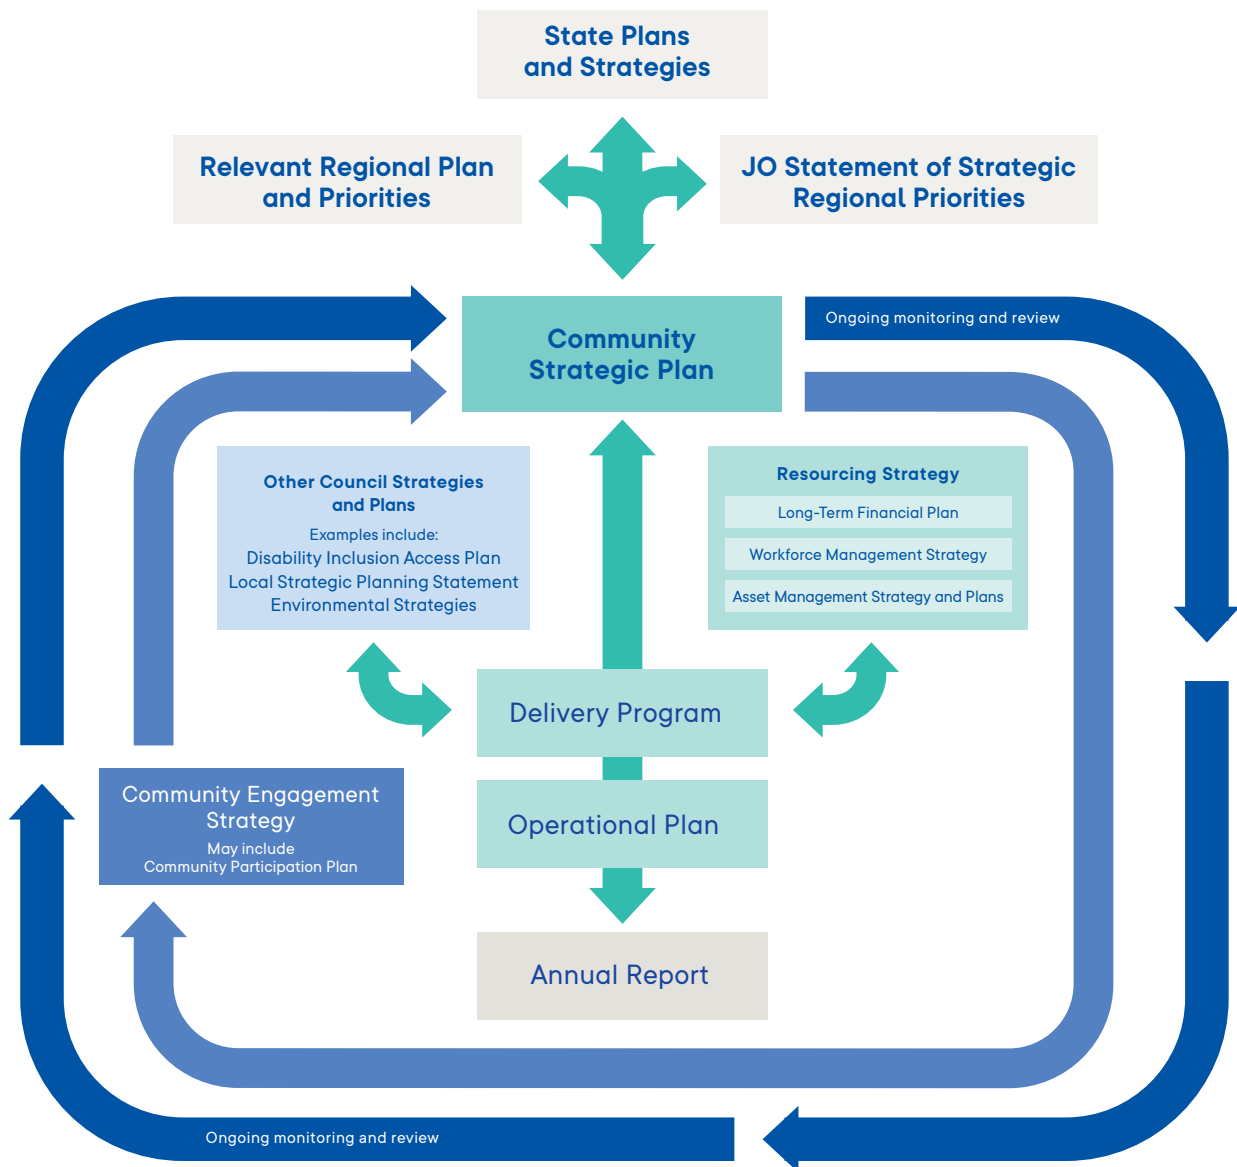 State Plans
and Strategies
Relevant Regional Plan
and Priorities
JO Statement of Strategic
Regional Priorities
Community
Strategic Plan
Ongoing monitoring and review
Other Council Strategies
and Plans
Examples include:
Disability Inclusion Access Plan
Local Strategic Planning Statement
Environmental Strategies
Resourcing Strategy
Long-Term Financial Plan
Workforce Management Strategy
Asset Management Strategy and Plans
Delivery Program
Community Engagement
Strategy
May include
Community Participation Plan
Operational Plan
Annual Report
Ongoing monitoring and review